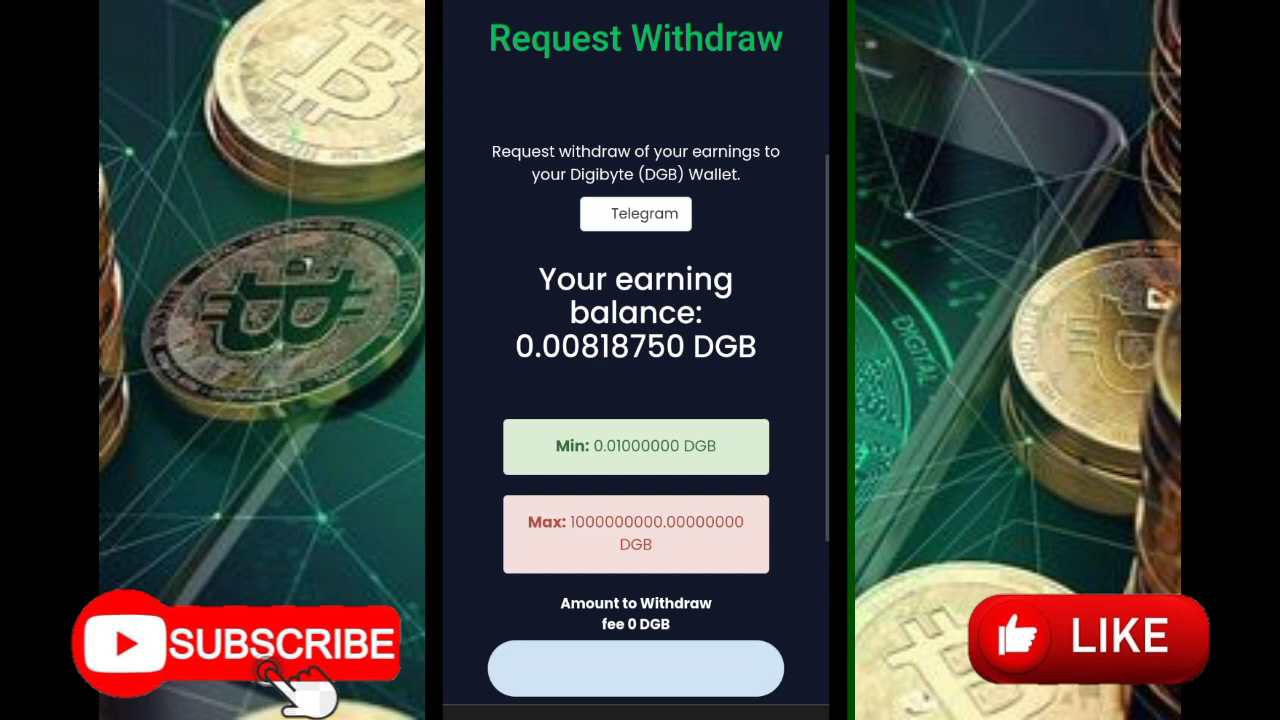 Request Withdraw
Request withdraw of your earnings to
your Digibyte (DGB) Wallet.
Telegram
Your earning
balance:
0.00818750 DGB
Min: 0.01000000 DGB
Max: 1000000000.00000000
DGB
Amount to Withdraw
fee 0 DGB
SUBSCRIBE
LIKE
DIGITAL